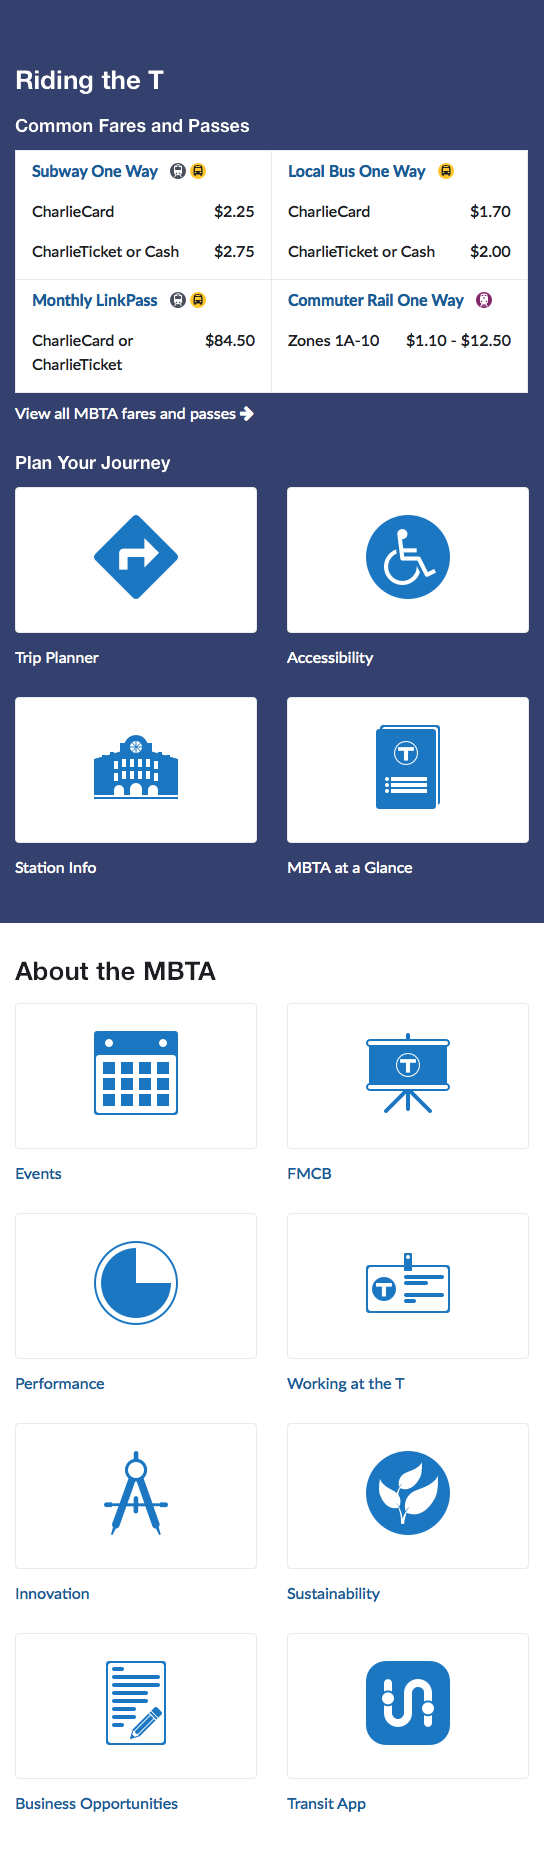 Riding the T
Common Fares and Passes
Subway One Way
CharlieCard $2.25
CharlieTicket or Cash $2.75
Local Bus One Way
CharlieCard $1.70
CharlieTicket or Cash $2.00
Monthly LinkPass
CharlieCard or $84.50
CharlieTicket
Commuter Rail One Way
Zones 1A-10 $1.10 - $12.50
View all MBTA fares and passes
Plan Your Journey
Trip Planner
Accessibility
Station Info
T
MBTA at a Glance
About the MBTA
Events
T
FMCB
Performance
T
Working at the T
Innovation
Sustainability
Business Opportunities
Transit App